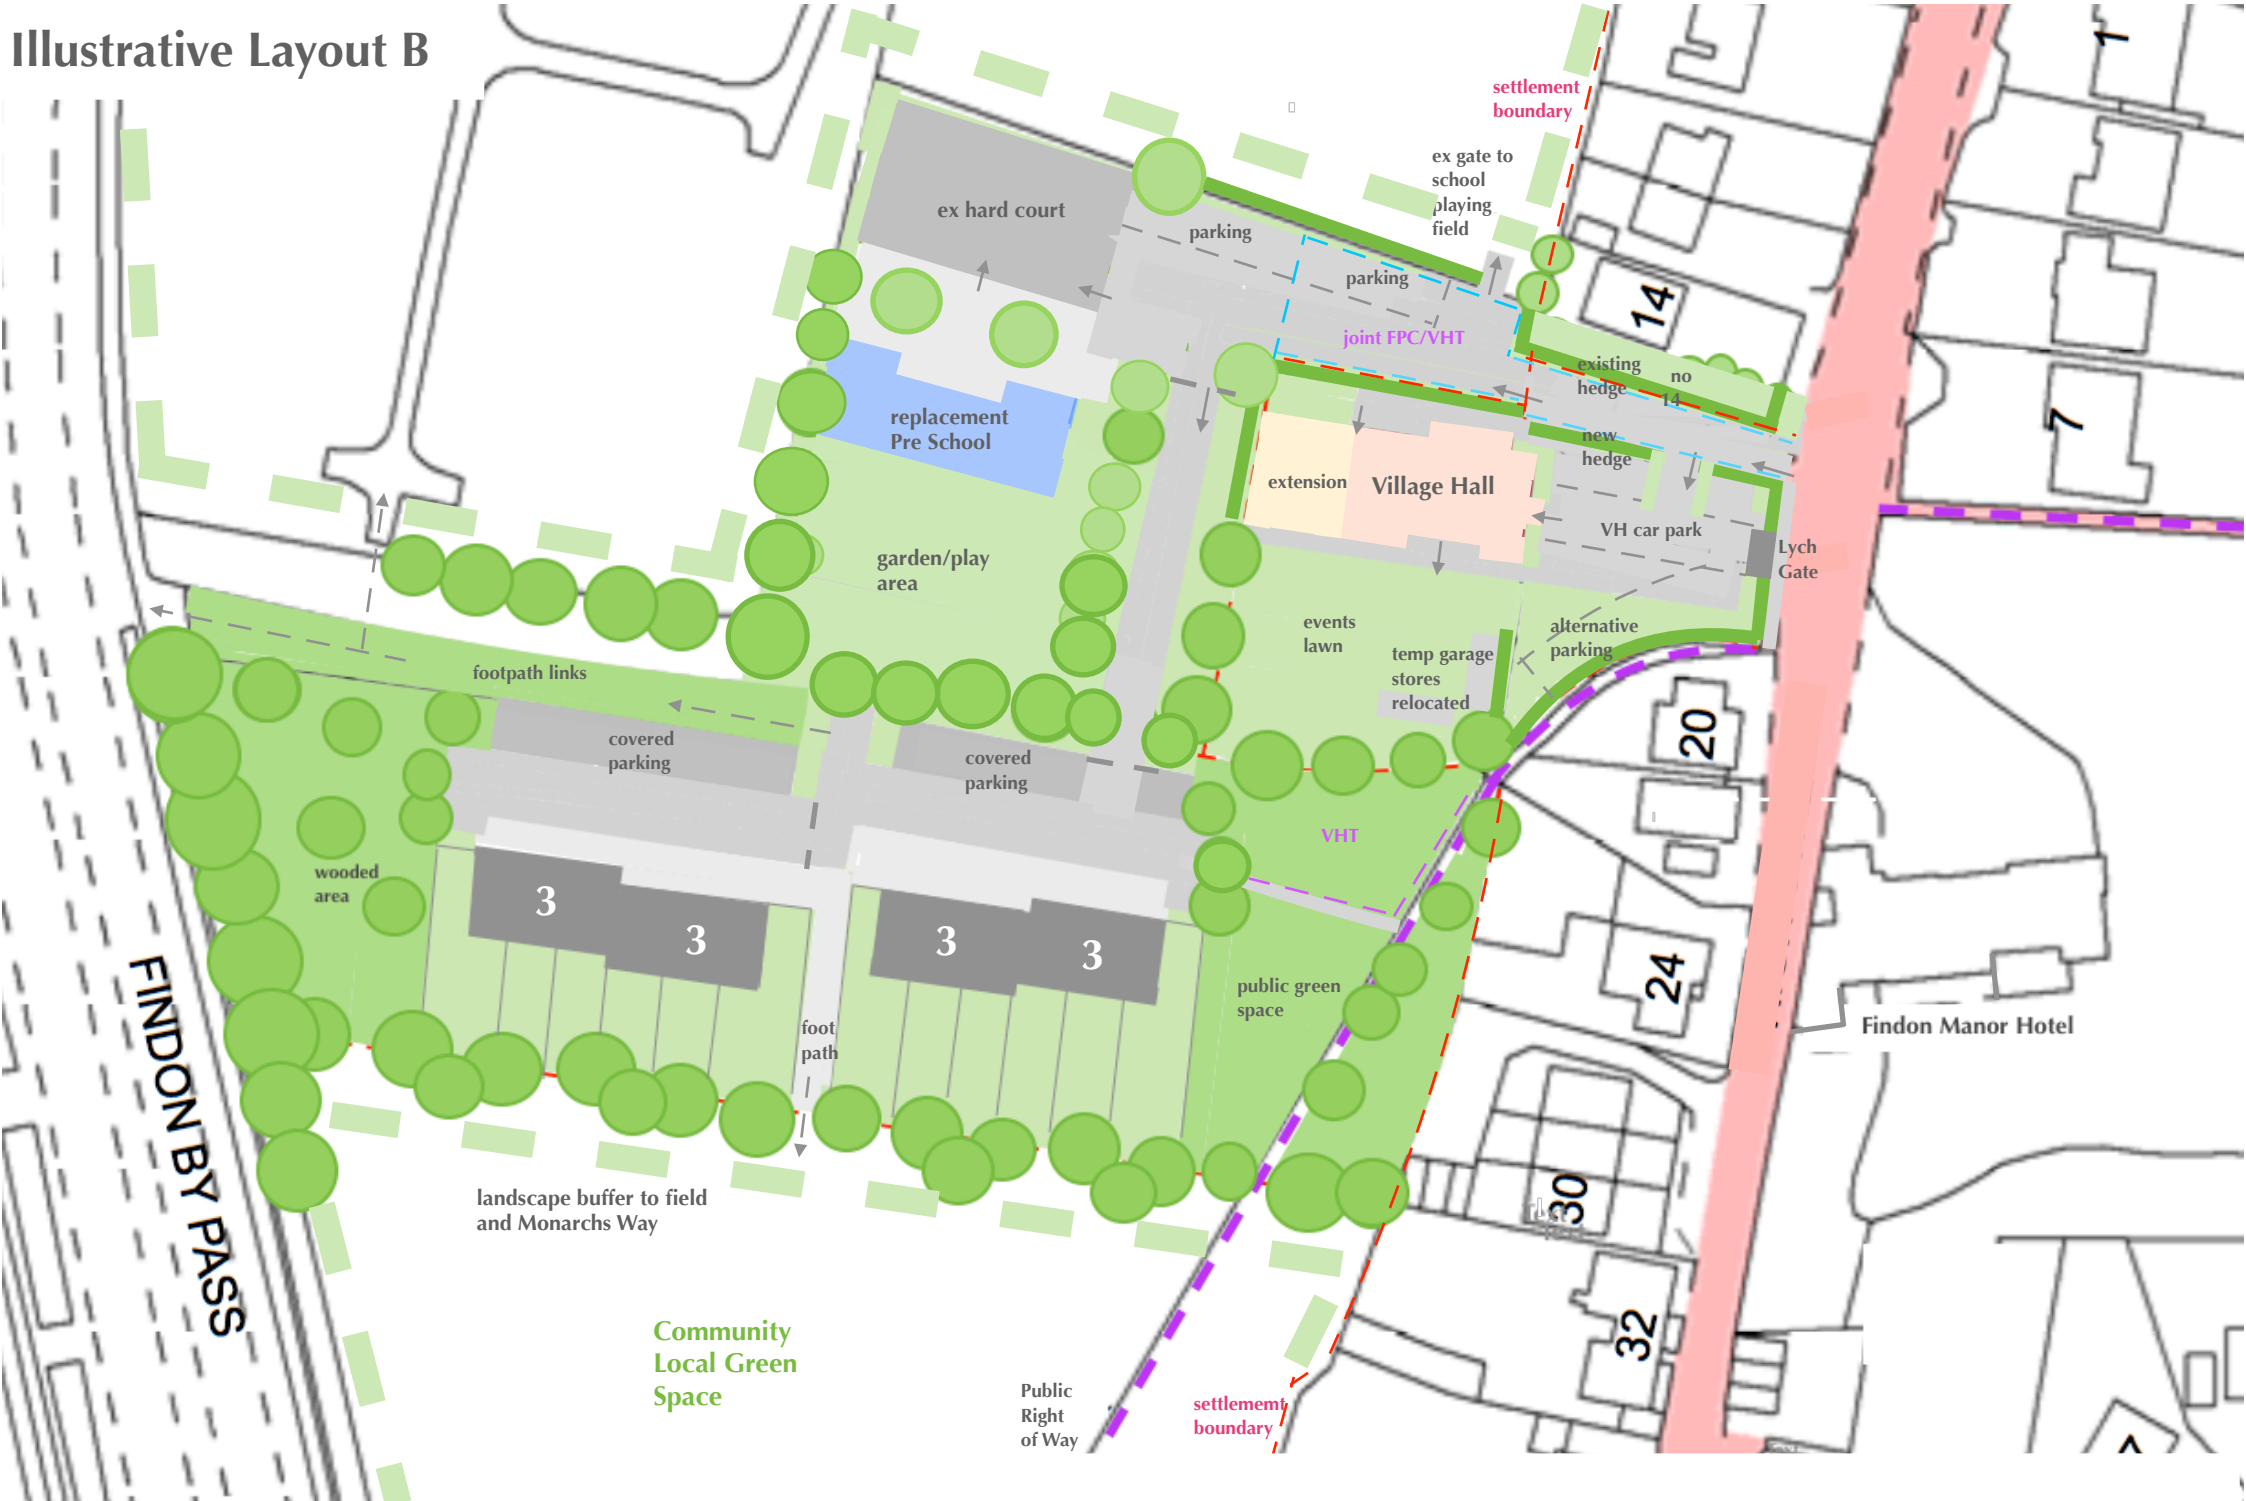 Illustrative Layout B
settlement
boundary
1
ex gate to
school
playing
field
ex hard court
parking
parking
14
joint FPC/VHT
existing
hedge
no
14
replacement
Pre School
new
hedge
7
extension
Village Hall
VH car park
Lych
Gate
garden/play
area
events
lawn
alternative
parking
temp garage
stores
relocated
footpath links
covered
parking
covered
parking
20
VHT
wooded
area
3
3
3
3
public green
space
24
foot
path
Findon Manor Hotel
FINDON BY PASS
landscape buffer to field
and Monarchs Way
30
32
Community
Local Green
Space
Public
Right
of Way
settlememt
boundary